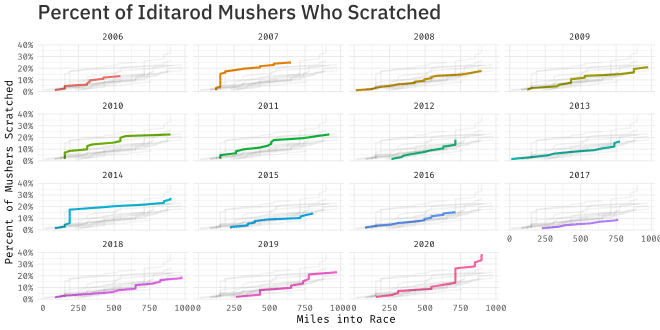 Percent of Iditarod Mushers Who Scratched
Percent of Mushers Scratched
2006 2007 2008 2009
40%
30%
20%
10%
0%
2010 2011 2012 2013
40%
30%
20%
10%
0%
2014 2015 2016 2017
40%
30%
20%
10%
0%
0 250 500 750 1000
2018 2019 2020
40%
30%
20%
10%
0%
0 250 500 750 1000 0 250 500 750 1000 0 250 500 750 1000
Miles into Race